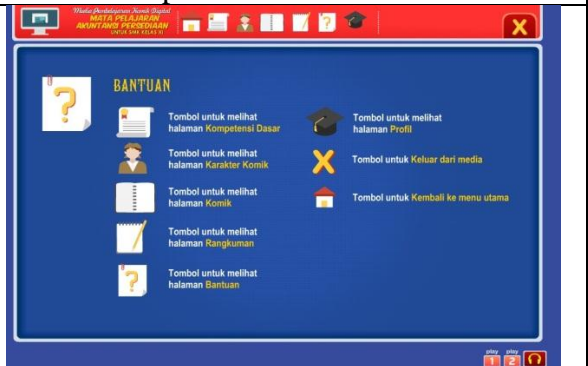 Media Pembelajaran Komik Digital
MATA PELAJARAN
AKUNTANSI PERSEDIAAN
UNTUK SMK KELAS XI
BANTUAN
Tombol untuk melihat
halaman Kompetensi Dasar
Tombol untuk melihat
halaman Karakter Komik
Tombol untuk melihat
halaman Komik
Tombol untuk melihat
halaman Rangkuman
Tombol untuk melihat
halaman Bantuan
Tombol untuk melihat
halaman Profil
Tombol untuk Keluar dari media
Tombol untuk Kembali ke menu utama
play play
1 2